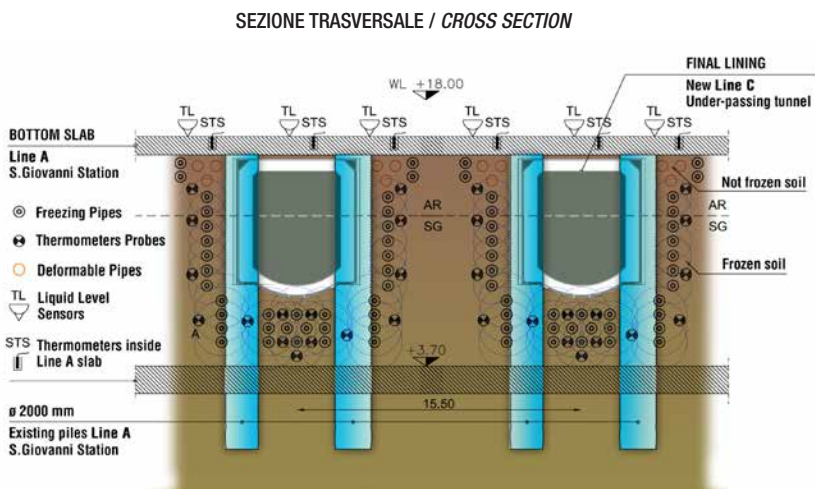 SEZIONE TRASVERSALE / CROSS SECTION
FINAL LINING
New Line C
Under-passing tunnel
WL +18.00
TL STS TL STS TL STS TL STS TL STS TL STS
BOTTOM SLAB
Line A
S.Giovanni Station
Not frozen soil
AR
SG
AR
SG
AR
SG
Freezing Pipes
Thermometers Probes
Deformable Pipes
TL Liquid Level
Sensors
Frozen soil
A
STS Thermometers inside
Line A slab
+3.70
15.50
ø 2000 mm
Existing piles Line A
S.Giovanni Station